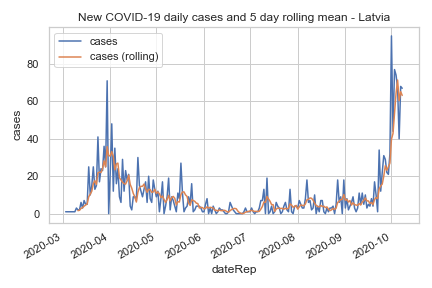 New COVID-19 daily cases and 5 day rolling mean - Latvia
cases
cases (rolling)
80
60
40
20
0
cases
2020-03
2020-04
2020-05
2020-06
2020-07
2020-08
2020-09
2020-10
dateRep